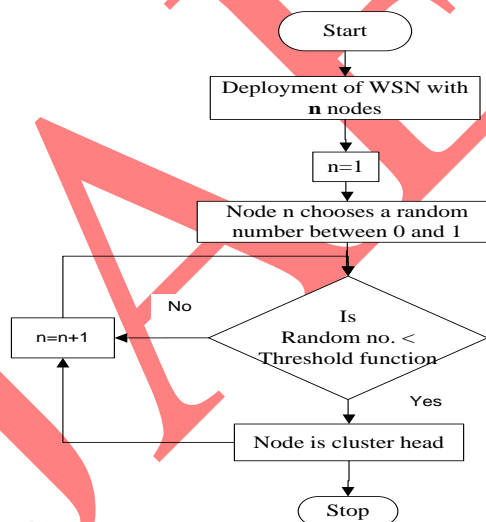 Start
Deployment of WSN with
n nodes
n=1
Node n chooses a random
number between 0 and 1
No
Is
Random no. <
Threshold function
n=n+1
Yes
Node is cluster head
Stop